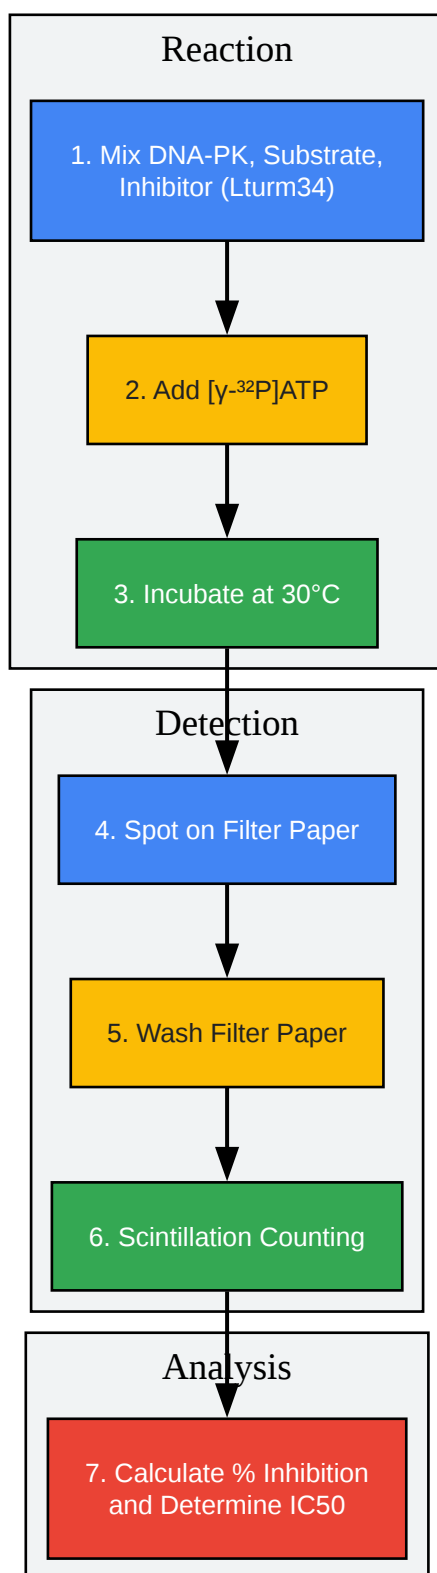 Reaction
1. Mix DNA-PK, Substrate,
Inhibitor (Lturm34)
2. Add [γ-³²P]ATP
3. Incubate at 30°C
Detection
4. Spot on Filter Paper
5. Wash Filter Paper
6. Scintillation Counting
Analysis
7. Calculate % Inhibition
and Determine IC50